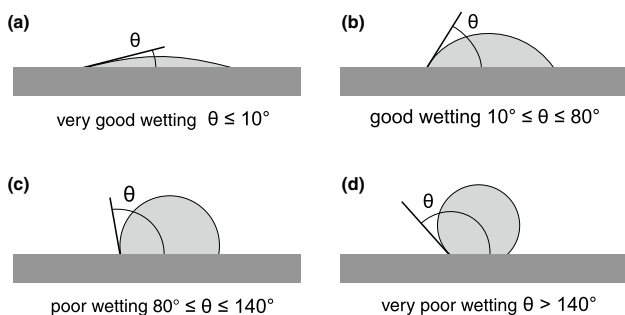 (a)
θ
very good wetting θ ≤ 10°
(b)
θ
good wetting 10° ≤ θ ≤ 80°
(c)
θ
poor wetting 80° ≤ θ ≤ 140°
(d)
θ
very poor wetting θ > 140°